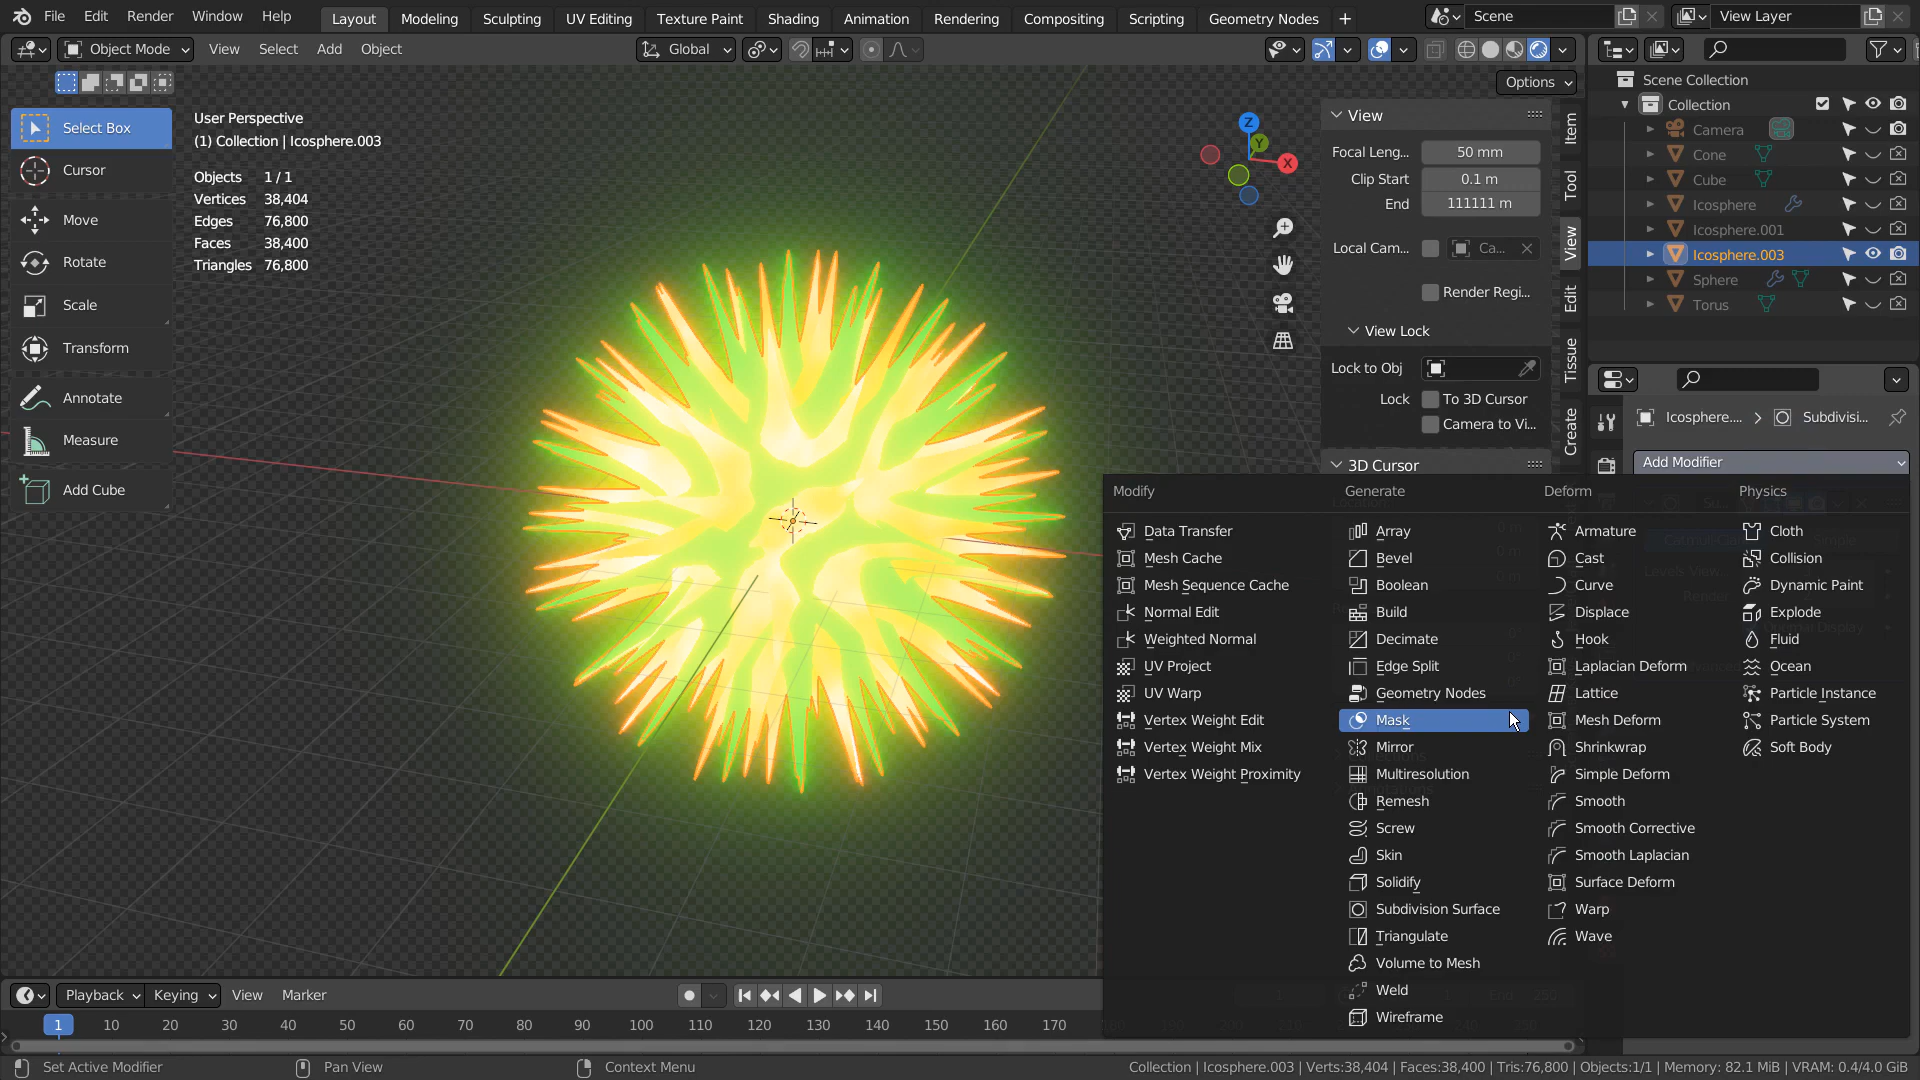 File Edit Render Window Help Layout Modeling Sculpting UV Editing Texture Paint Shading Animation Rendering Compositing Scripting Geometry Nodes + Scene View Layer
Object Mode View Select Add Object Global
Options
Select Box
Cursor
Move
Rotate
Scale
Transform
Annotate
Measure
Add Cube
User Perspective
(1) Collection | Icosphere.003
Objects 1 / 1
Vertices 38,404
Edges 76,800
Faces 38,400
Triangles 76,800
Z
Y
X
View
Focal Leng... 50 mm
Clip Start 0.1 m
End 111111 m
Local Cam... Ca...
Render Regi...
View Lock
Lock to Obj
Lock To 3D Cursor
Camera to Vi...
3D Cursor
Item
Tool
View
Edit
Tissue
Create
Scene Collection
Collection
Camera
Cone
Cube
Icosphere
Icosphere.001
Icosphere.003
Sphere
Torus
Icosphere.... > Subdivisi...
Add Modifier
Modify
Data Transfer
Mesh Cache
Mesh Sequence Cache
Normal Edit
Weighted Normal
UV Project
UV Warp
Vertex Weight Edit
Vertex Weight Mix
Vertex Weight Proximity
Generate
Array
Bevel
Boolean
Build
Decimate
Edge Split
Geometry Nodes
Mask
Mirror
Multiresolution
Remesh
Screw
Skin
Solidify
Subdivision Surface
Triangulate
Volume to Mesh
Weld
Wireframe
Deform
Armature
Cast
Curve
Displace
Hook
Laplacian Deform
Lattice
Mesh Deform
Shrinkwrap
Simple Deform
Smooth
Smooth Corrective
Smooth Laplacian
Surface Deform
Warp
Wave
Physics
Cloth
Collision
Dynamic Paint
Explode
Fluid
Ocean
Particle Instance
Particle System
Soft Body
Playback Keying View Marker
1 10 20 30 40 50 60 70 80 90 100 110 120 130 140 150 160 170
Set Active Modifier Pan View Context Menu Collection | Icosphere.003 | Verts:38,404 | Faces:38,400 | Tris:76,800 | Objects:1/1 | Memory: 82.1 MiB | VRAM: 0.4/4.0 GiB